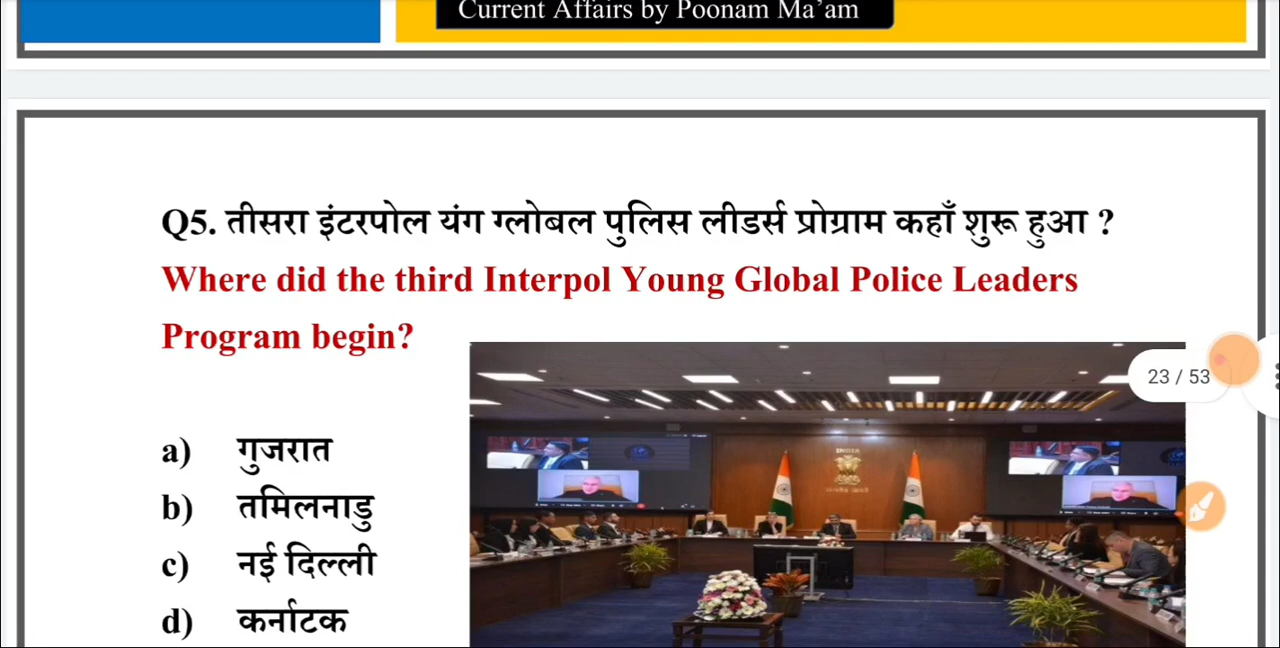 Current Affairs by Poonam Ma’am
Q5. तीसरा इंटरपोल यंग ग्लोबल पुलिस लीडर्स प्रोग्राम कहाँ शुरू हुआ ?
Where did the third Interpol Young Global Police Leaders
Program begin?
23 / 53
a) गुजरात
b) तमिलनाडु
c) नई दिल्ली
d) कर्नाटक
INDIA